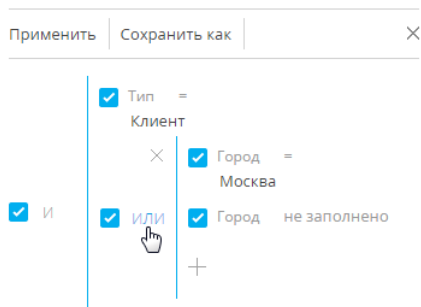 Применить Сохранить как
Тип =
Клиент
Город =
Москва
И ИЛИ Город не заполнено